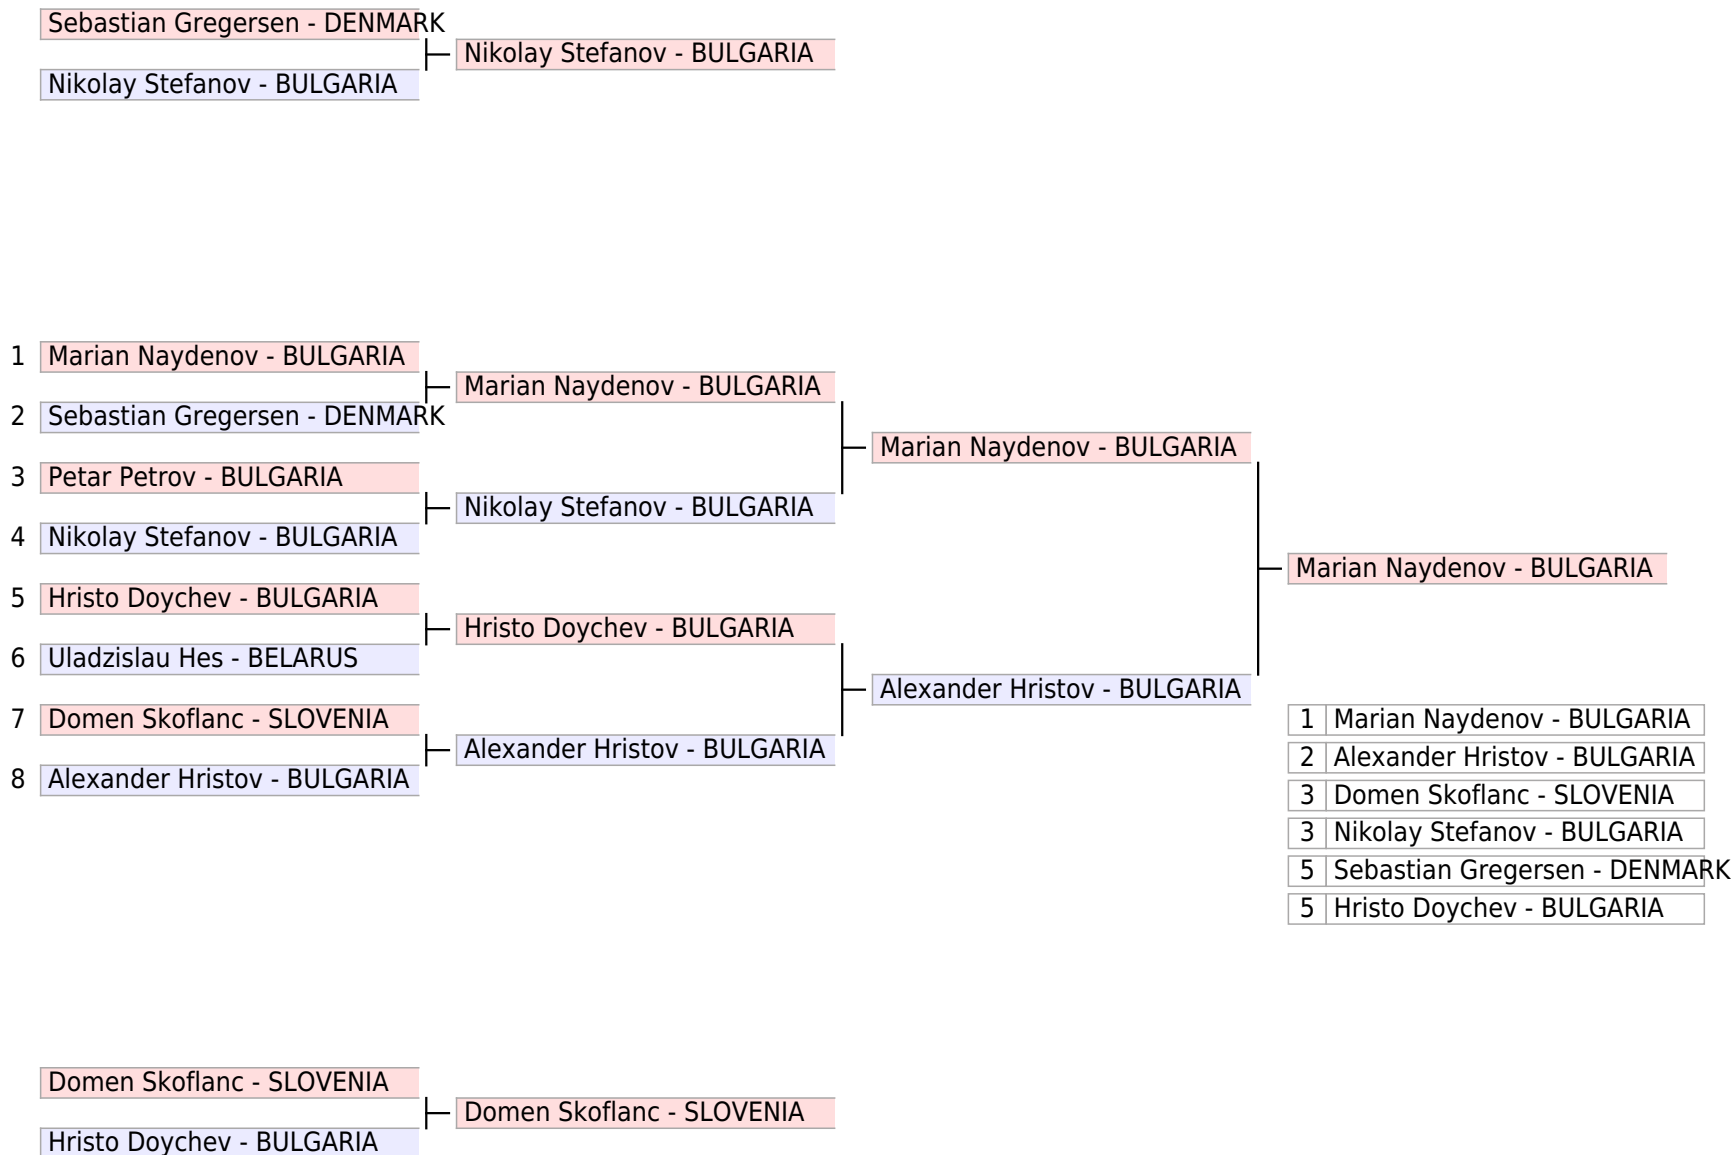 Sebastian Gregersen - DENMARK
Nikolay Stefanov - BULGARIA
Nikolay Stefanov - BULGARIA
1 Marian Naydenov - BULGARIA
Marian Naydenov - BULGARIA
2 Sebastian Gregersen - DENMARK
Marian Naydenov - BULGARIA
3 Petar Petrov - BULGARIA
Nikolay Stefanov - BULGARIA
4 Nikolay Stefanov - BULGARIA
Marian Naydenov - BULGARIA
5 Hristo Doychev - BULGARIA
Hristo Doychev - BULGARIA
6 Uladzislau Hes - BELARUS
Alexander Hristov - BULGARIA
7 Domen Skoflanc - SLOVENIA
Alexander Hristov - BULGARIA
8 Alexander Hristov - BULGARIA
1 Marian Naydenov - BULGARIA
2 Alexander Hristov - BULGARIA
3 Domen Skoflanc - SLOVENIA
3 Nikolay Stefanov - BULGARIA
5 Sebastian Gregersen - DENMARK
5 Hristo Doychev - BULGARIA
Domen Skoflanc - SLOVENIA
Domen Skoflanc - SLOVENIA
Hristo Doychev - BULGARIA